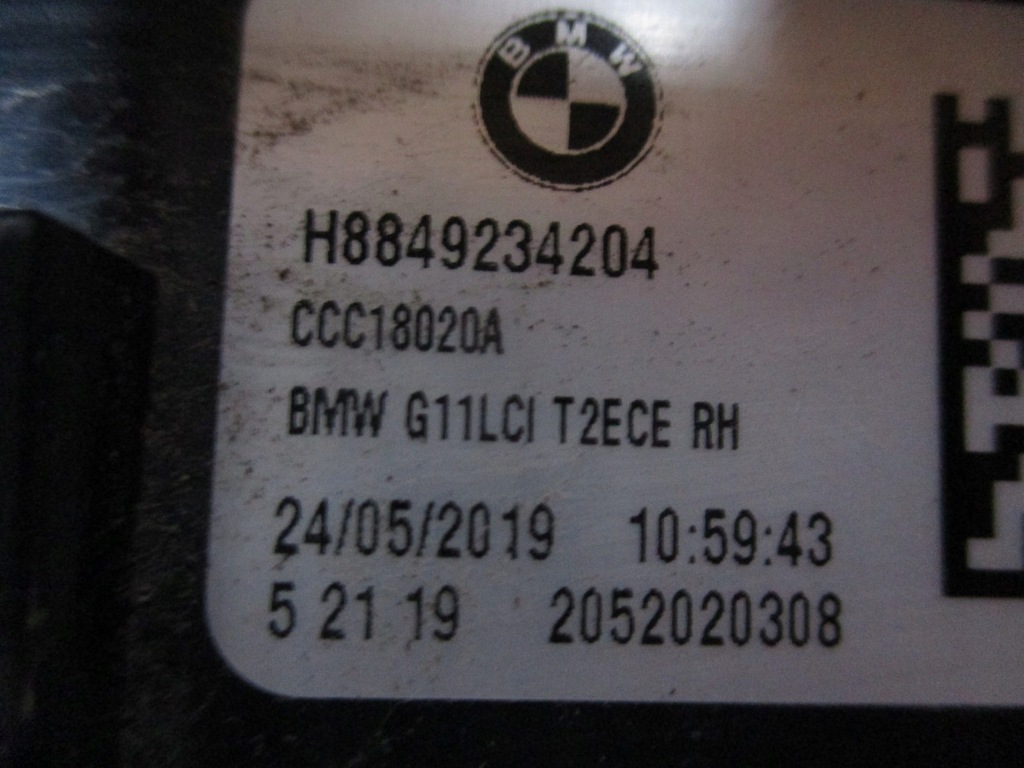 BMW
H8849234204
CCC18020A
BMW G11LCI T2ECE RH
24/05/2019 10:59:43
5 21 19 2052020308